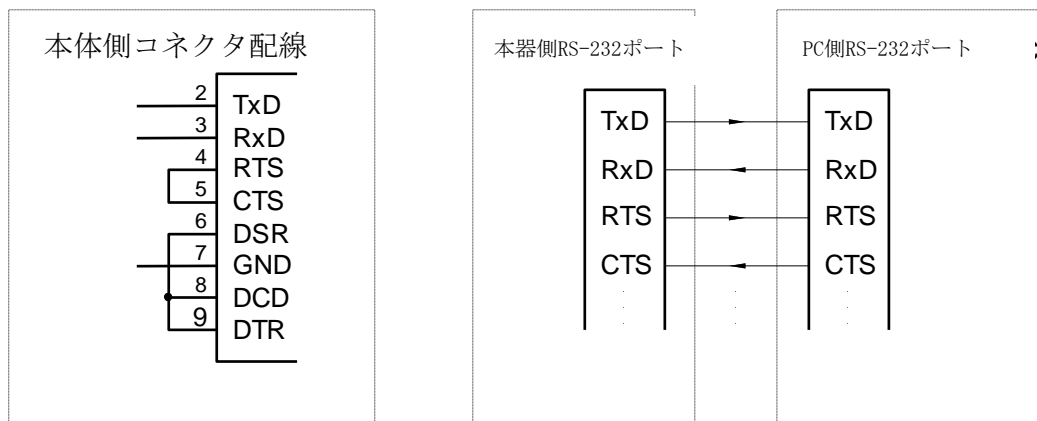 本体側コネクタ配線
2 TxD
3 RxD
4 RTS
5 CTS
6 DSR
7 GND
8 DCD
9 DTR
本器側RS-232ポート
TxD
RxD
RTS
CTS
PC側RS-232ポート
TxD
RxD
RTS
CTS